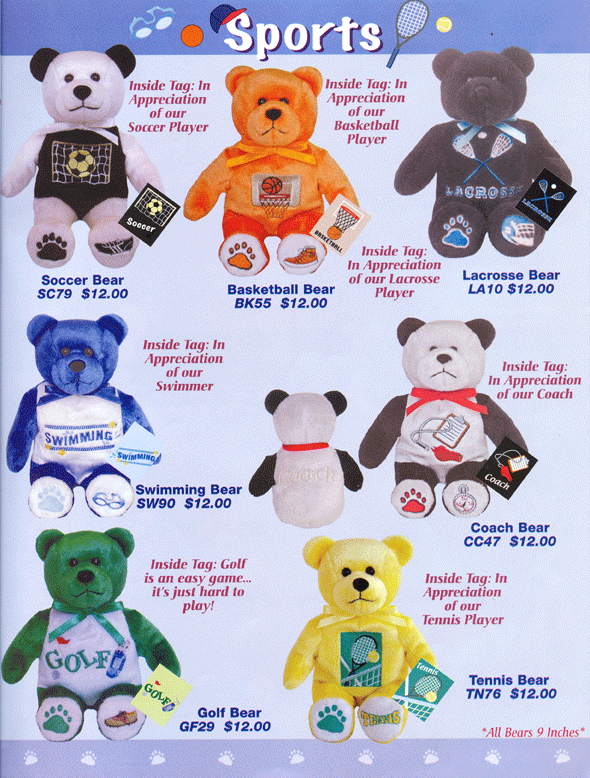 Sports
Inside Tag: In
Appreciation
of our
Soccer Player
Inside Tag: In
Appreciation
of our
Basketball
Player
Soccer
BASKETBALL
LACROSSE
LACROSSE
Soccer Bear
SC79 $12.00
Basketball Bear
BK55 $12.00
Inside Tag:
In Appreciation
of our Lacrosse
Player
Lacrosse Bear
LA10 $12.00
Inside Tag: In
Appreciation
of our
Swimmer
SWIMMING
SWIMMING
Swimming Bear
SW90 $12.00
Coach
Inside Tag:
In Appreciation
of our Coach
Coach
Coach Bear
CC47 $12.00
Inside Tag: Golf
is an easy game...
it's just hard to
play!
GOLF
GOLF
Golf Bear
GF29 $12.00
Inside Tag: In
Appreciation
of our
Tennis Player
Tennis
TENNIS
Tennis Bear
TN76 $12.00
*All Bears 9 Inches*